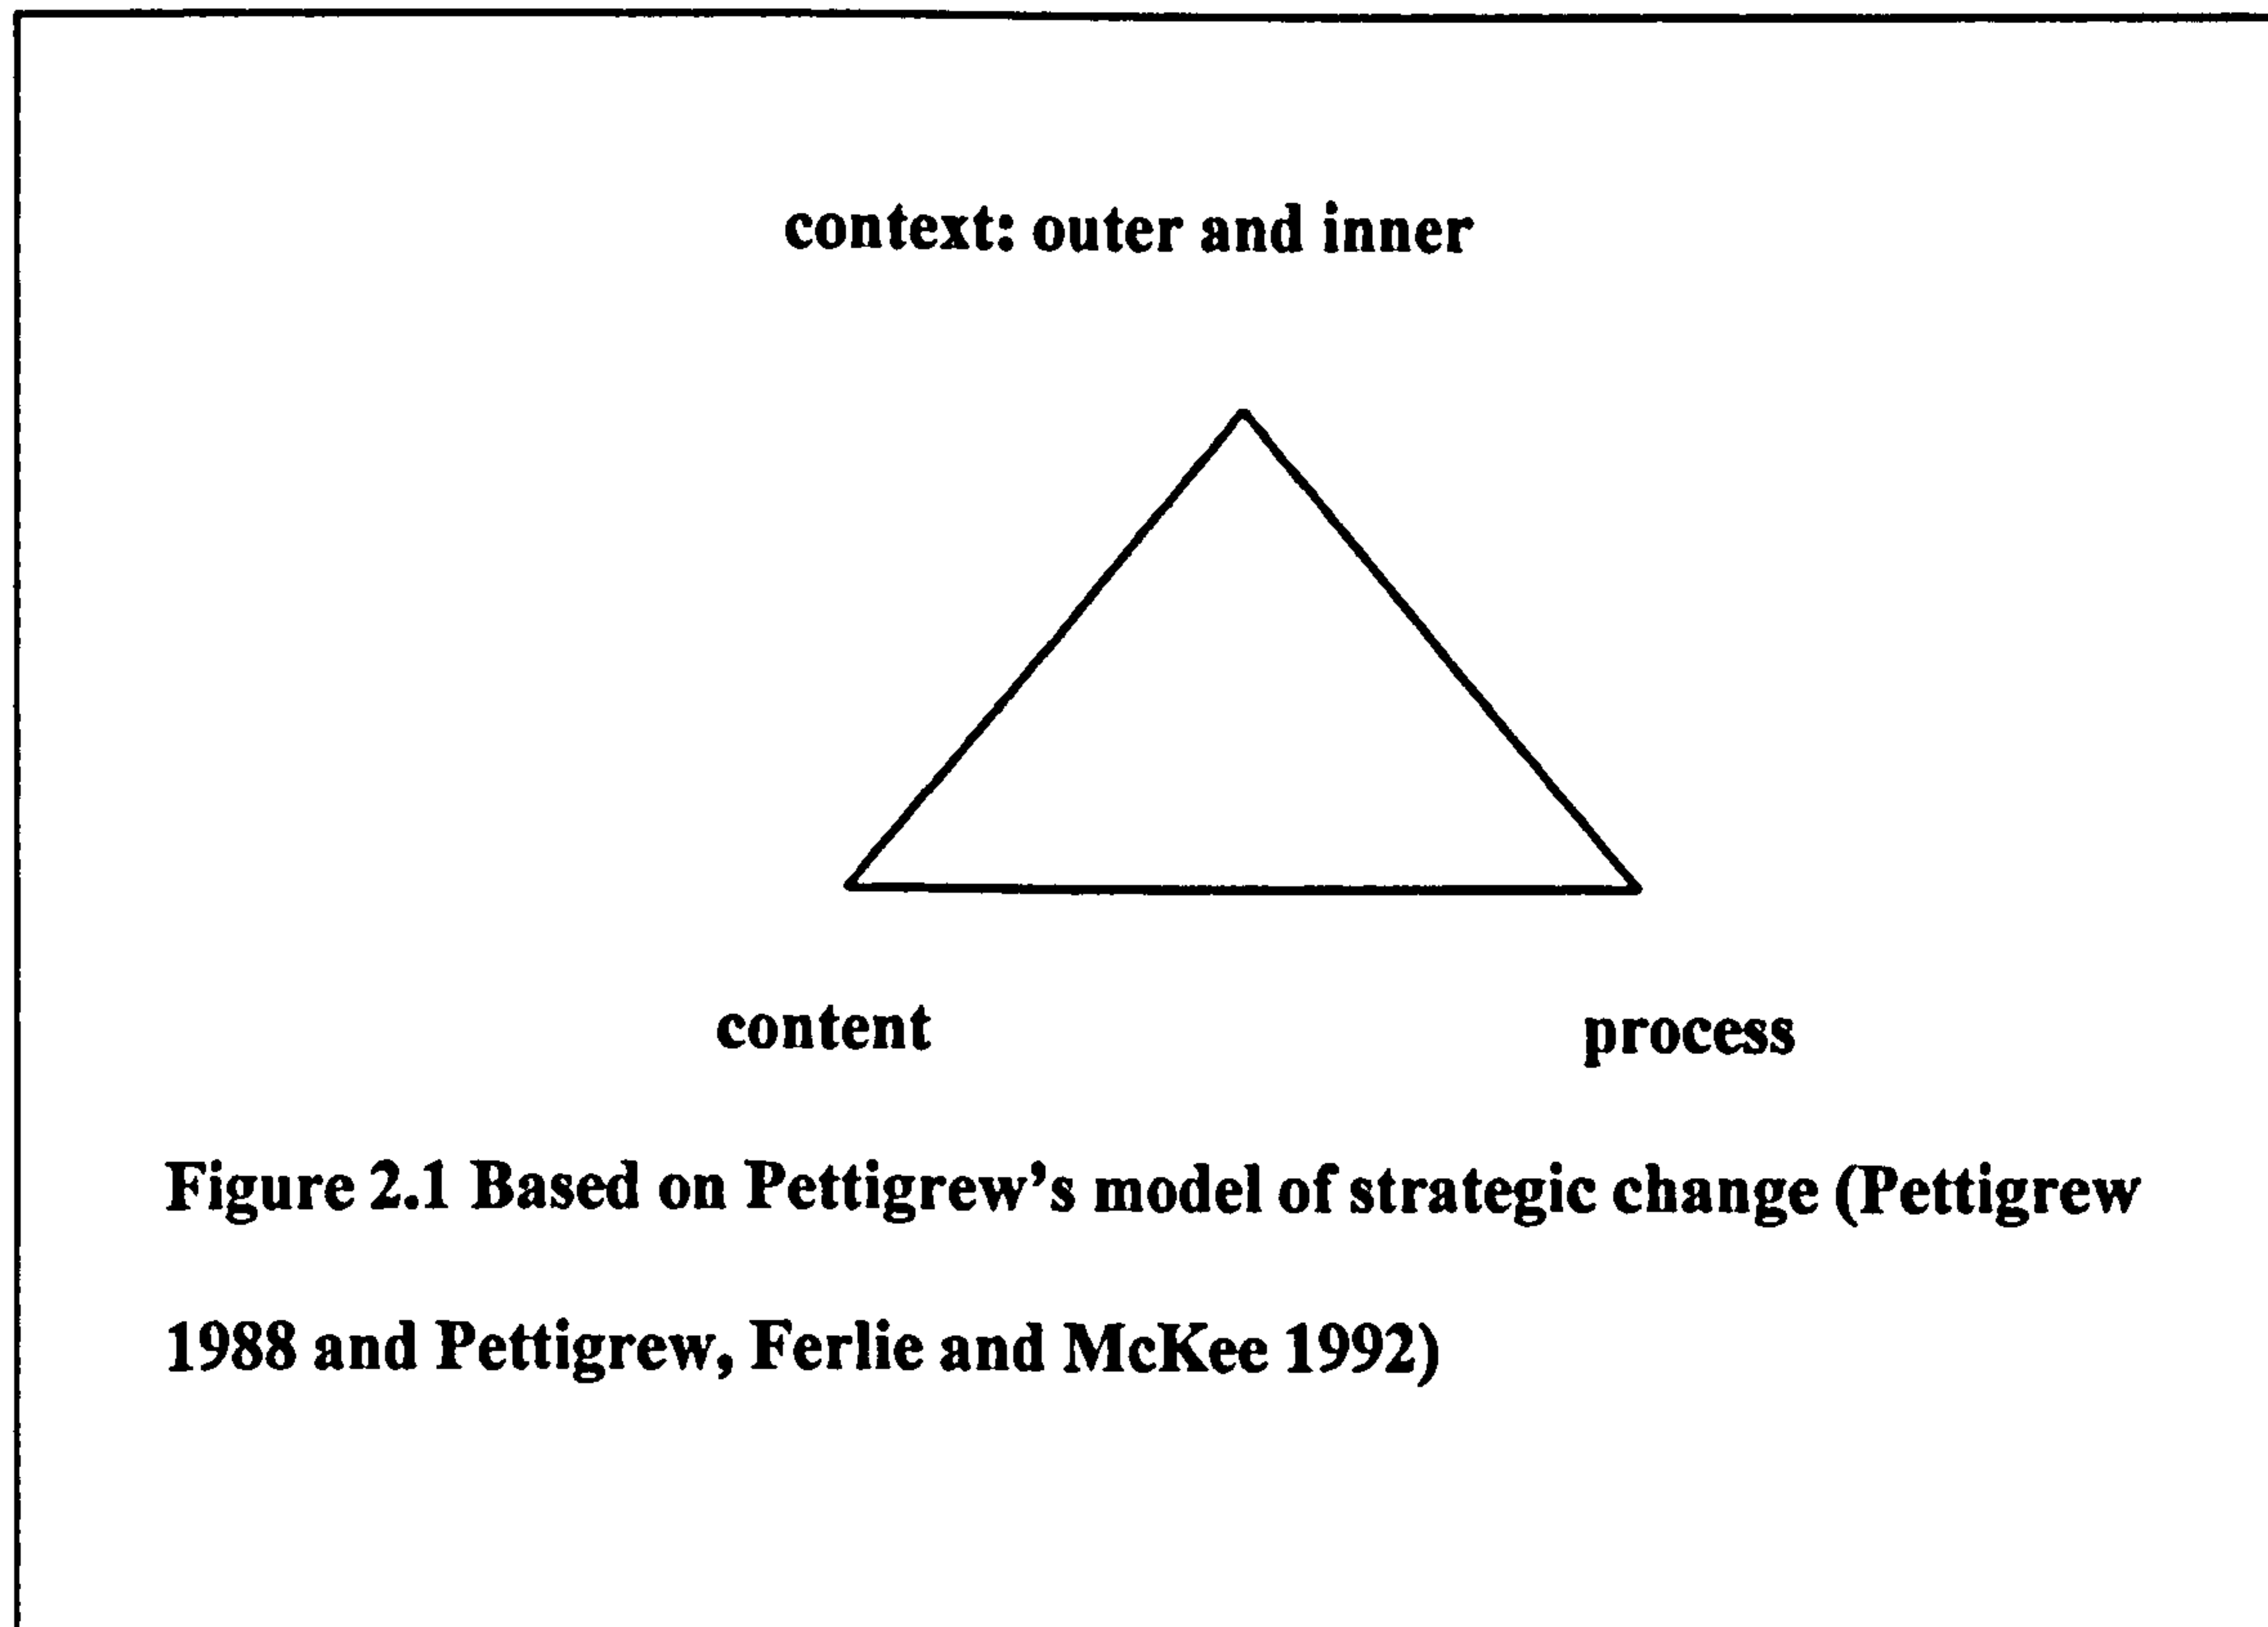 context: outer and inner
content process
Figure 2.1 Based on Pettigrew’s model of strategic change (Pettigrew
1988 and Pettigrew, Ferlie and McKee 1992)